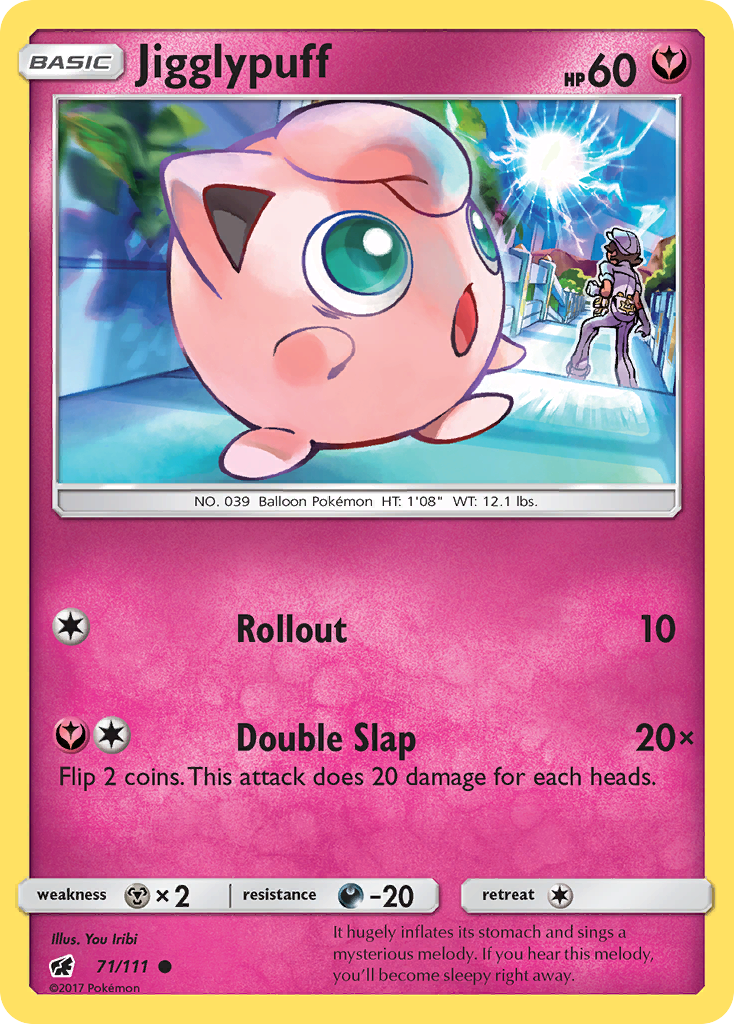 BASIC Jigglypuff HP 60
NO. 039 Balloon Pokémon HT: 1'08" WT: 12.1 lbs.
Rollout 10
Double Slap 20×
Flip 2 coins. This attack does 20 damage for each heads.
weakness ×2 resistance -20 retreat
Illus. You Iribi
71/111
©2017 Pokémon
It hugely inflates its stomach and sings a
mysterious melody. If you hear this melody,
you'll become sleepy right away.